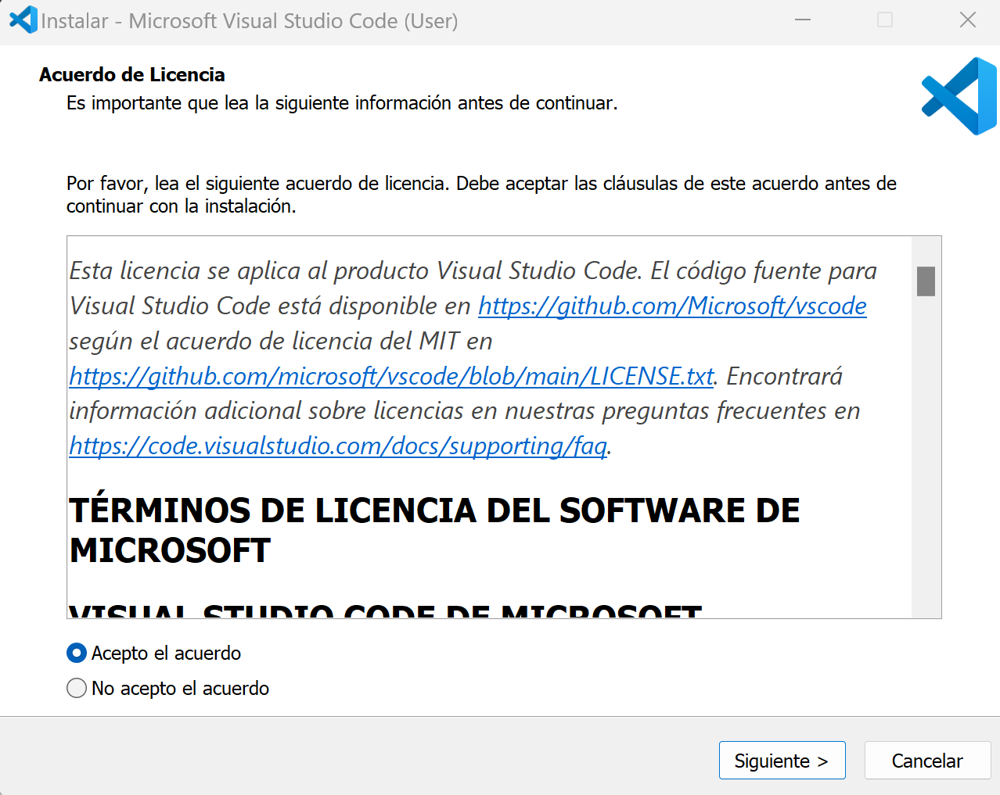 Instalar - Microsoft Visual Studio Code (User)
Acuerdo de Licencia
Es importante que lea la siguiente información antes de continuar.
Por favor, lea el siguiente acuerdo de licencia. Debe aceptar las cláusulas de este acuerdo antes de
continuar con la instalación.
Esta licencia se aplica al producto Visual Studio Code. El código fuente para
Visual Studio Code está disponible en https://github.com/Microsoft/vscode
según el acuerdo de licencia del MIT en
https://github.com/microsoft/vscode/blob/main/LICENSE.txt. Encontrará
información adicional sobre licencias en nuestras preguntas frecuentes en
https://code.visualstudio.com/docs/supporting/faq.
TÉRMINOS DE LICENCIA DEL SOFTWARE DE
MICROSOFT
VISUAL STUDIO CODE DE MICROSOFT
Acepto el acuerdo
No acepto el acuerdo
Siguiente >
Cancelar